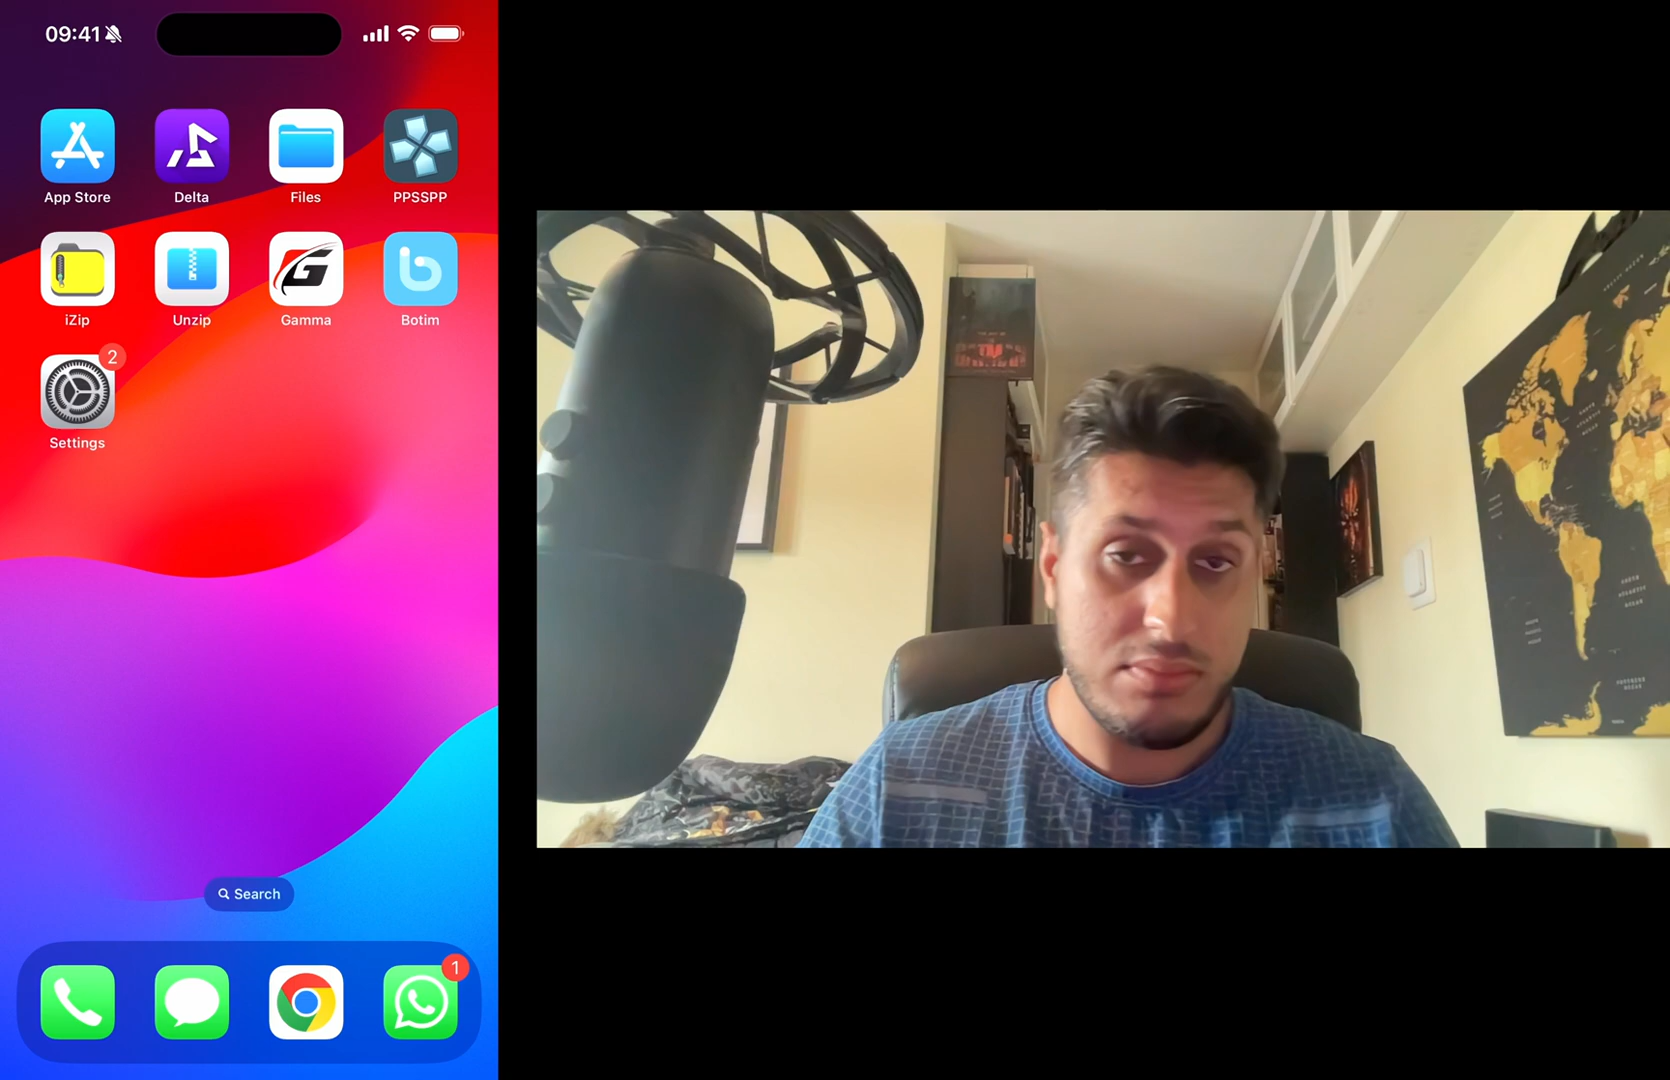 09:41
App Store
Delta
Files
PPSSPP
iZip
Unzip
Gamma
Botim
2
Settings
Search
1